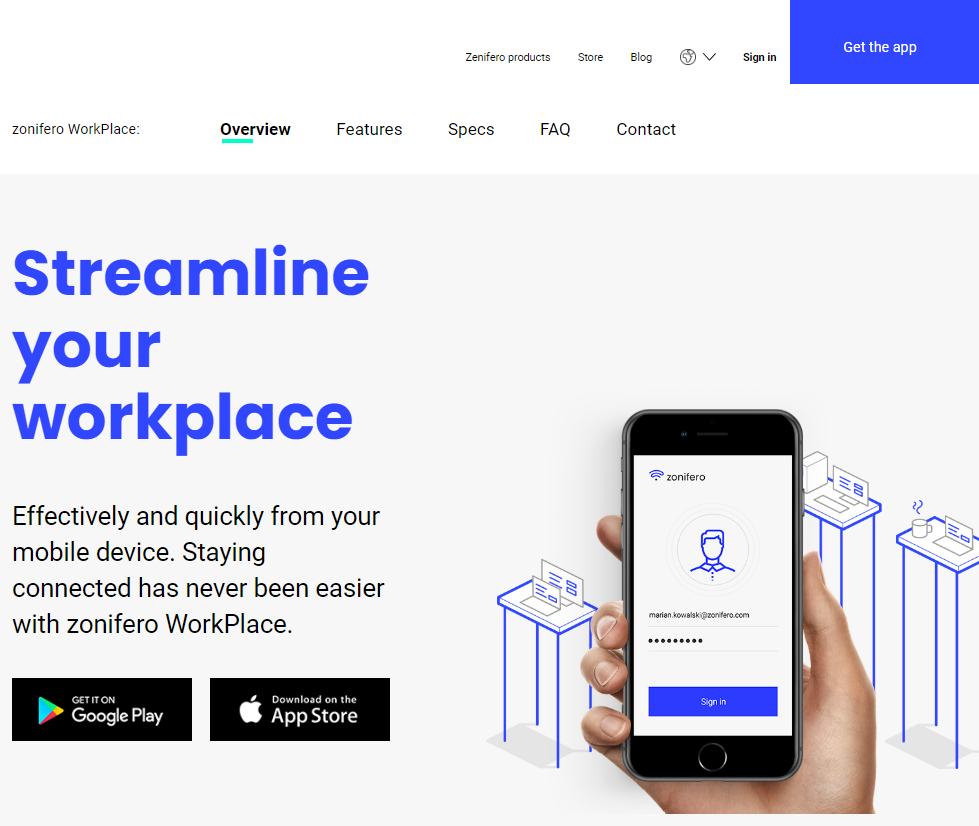 Zenifero products
Store
Blog
Sign in
Get the app
zonifero WorkPlace:
Overview
Features
Specs
FAQ
Contact
Streamline
your
workplace
Effectively and quickly from your
mobile device. Staying
connected has never been easier
with zonifero WorkPlace.
GET IT ON
Google Play
Download on the
App Store
zonifero
marian.kowalski@zonifero.com
Sign in